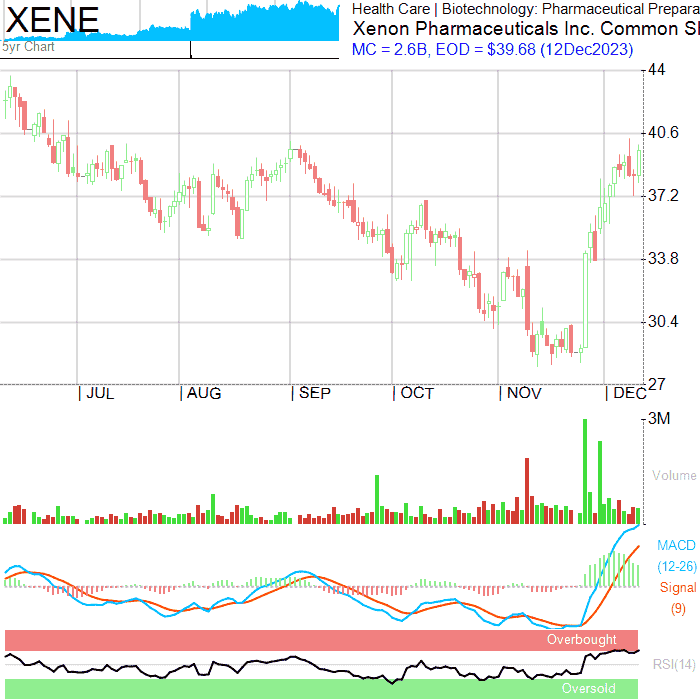 XENE
5yr Chart
Health Care | Biotechnology: Pharmaceutical Prepara
Xenon Pharmaceuticals Inc. Common
MC = 2.6B, EOD = $39.68 (12Dec2023)
44
40.6
37.2
33.8
30.4
27
| JUL | AUG | SEP | OCT | NOV | DEC
3M
Volume
MACD
(12-26)
Signal
(9)
Overbought
RSI(14)
Oversold